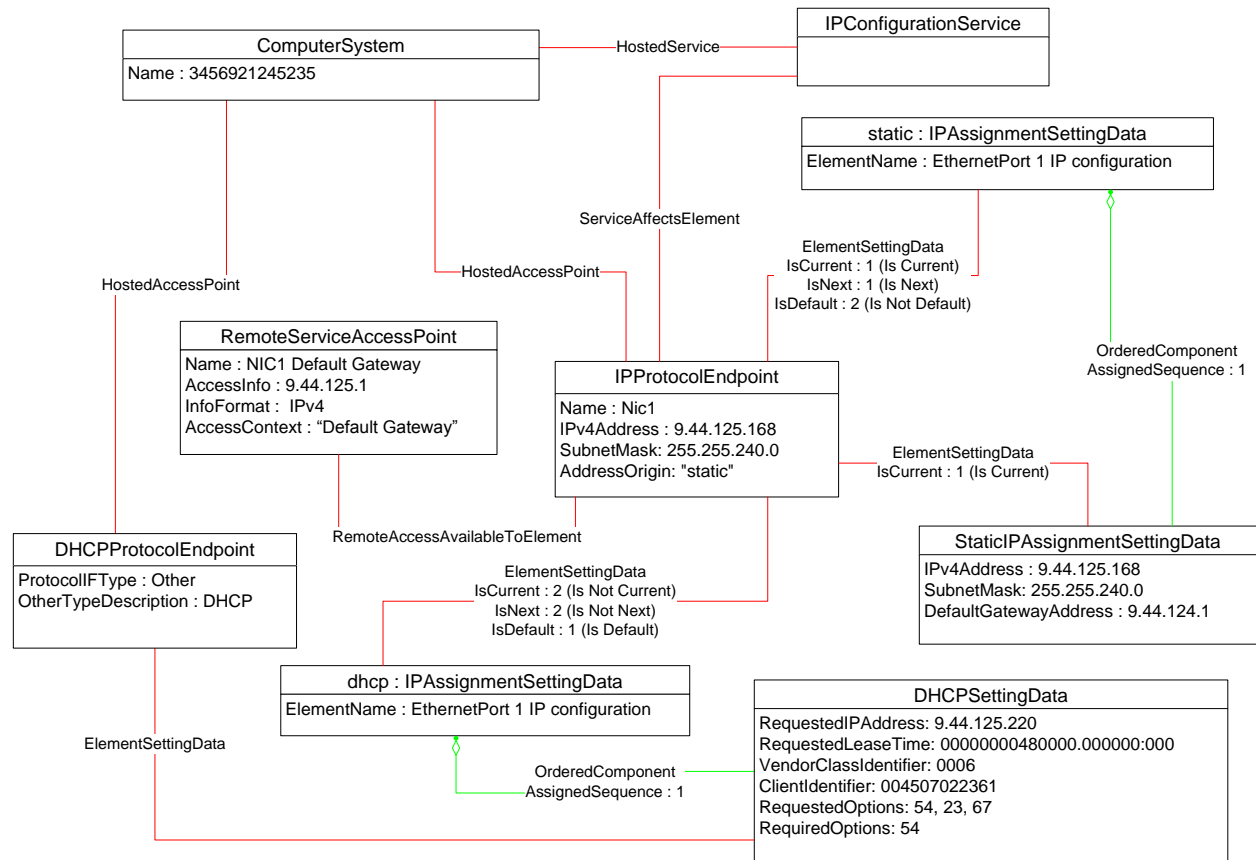 IPConfigurationService
ComputerSystem
Name : 3456921245235
HostedService
static : IPAssignmentSettingData
ElementName : EthernetPort 1 IP configuration
ServiceAffectsElement
ElementSettingData
IsCurrent : 1 (Is Current)
IsNext : 1 (Is Next)
IsDefault : 2 (Is Not Default)
HostedAccessPoint
HostedAccessPoint
RemoteServiceAccessPoint
Name : NIC1 Default Gateway
AccessInfo : 9.44.125.1
InfoFormat : IPv4
AccessContext : “Default Gateway”
OrderedComponent
AssignedSequence : 1
IPProtocolEndpoint
Name : Nic1
IPv4Address : 9.44.125.168
SubnetMask: 255.255.240.0
AddressOrigin: "static"
ElementSettingData
IsCurrent : 1 (Is Current)
RemoteAccessAvailableToElement
DHCPProtocolEndpoint
ProtocolIFType : Other
OtherTypeDescription : DHCP
StaticIPAssignmentSettingData
IPv4Address : 9.44.125.168
SubnetMask: 255.255.240.0
DefaultGatewayAddress : 9.44.124.1
ElementSettingData
IsCurrent : 2 (Is Not Current)
IsNext : 2 (Is Not Next)
IsDefault : 1 (Is Default)
dhcp : IPAssignmentSettingData
ElementName : EthernetPort 1 IP configuration
DHCPSettingData
RequestedIPAddress: 9.44.125.220
RequestedLeaseTime: 00000000480000.000000:000
VendorClassIdentifier: 0006
ClientIdentifier: 004507022361
RequestedOptions: 54, 23, 67
RequiredOptions: 54
ElementSettingData
OrderedComponent
AssignedSequence : 1